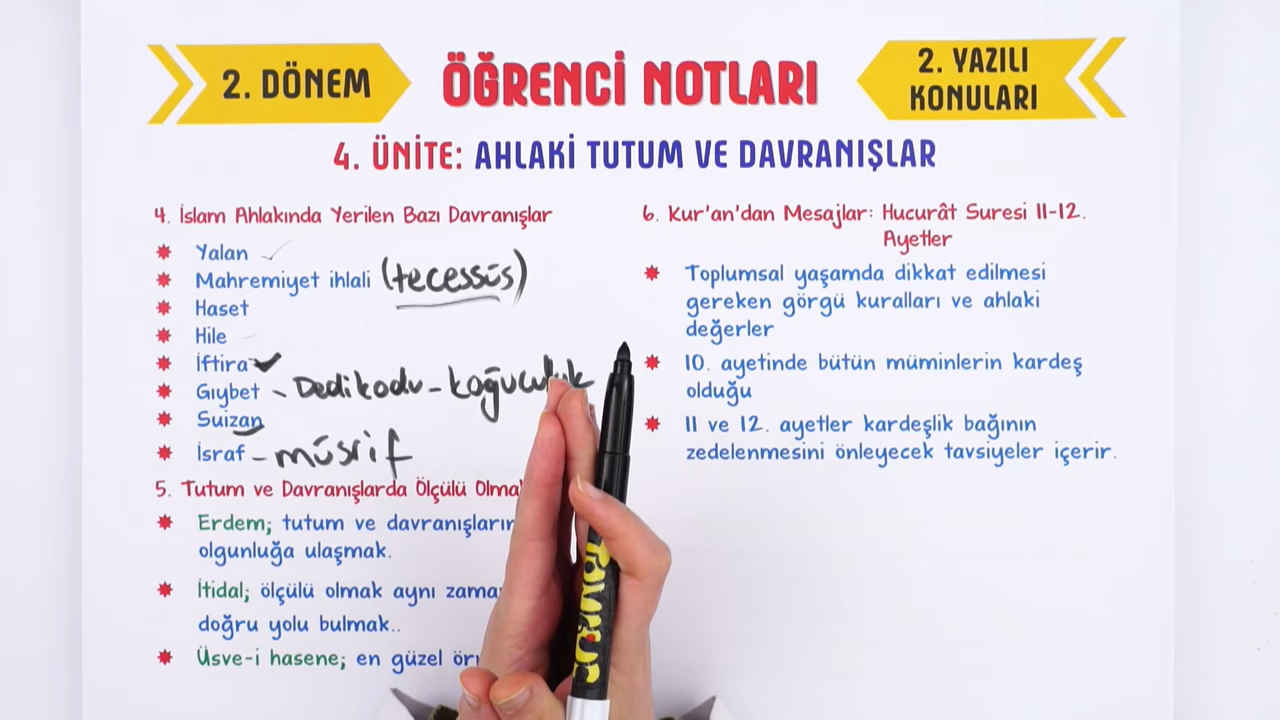 2. DÖNEM
ÖĞRENCİ NOTLARI
2. YAZILI
KONULARI
4. ÜNİTE: AHLAKİ TUTUM VE DAVRANIŞLAR
4. İslam Ahlakında Yerilen Bazı Davranışlar
Yalan
Mahremiyet ihlali (tecessüs)
Haset
Hile
İftira
Gıybet - Dedikodu - koğuculuk
Suizan
İsraf - müsrif
5. Tutum ve Davranışlarda Ölçülü
Erdem; tutum ve
olgunluğa ulaşmak.
İtidal; ölçülü olmak aynı
doğru yolu bulmak..
Üsve-i hasene; en güzel
6. Kur'an'dan Mesajlar: Hucurât Suresi 11-12.
Ayetler
Toplumsal yaşamda dikkat edilmesi
gereken görgü kuralları ve ahlaki
değerler
10. ayetinde bütün müminlerin kardeş
olduğu
11 ve 12. ayetler kardeşlik bağının
zedelenmesini önleyecek tavsiyeler içerir.